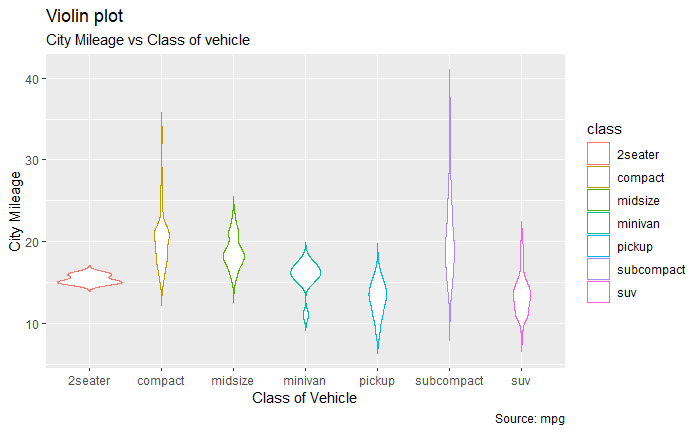 Violin plot
City Mileage vs Class of vehicle
City Mileage
40
30
20
10
2seater compact midsize minivan pickup subcompact suv
Class of Vehicle
class
2seater
compact
midsize
minivan
pickup
subcompact
suv
Source: mpg